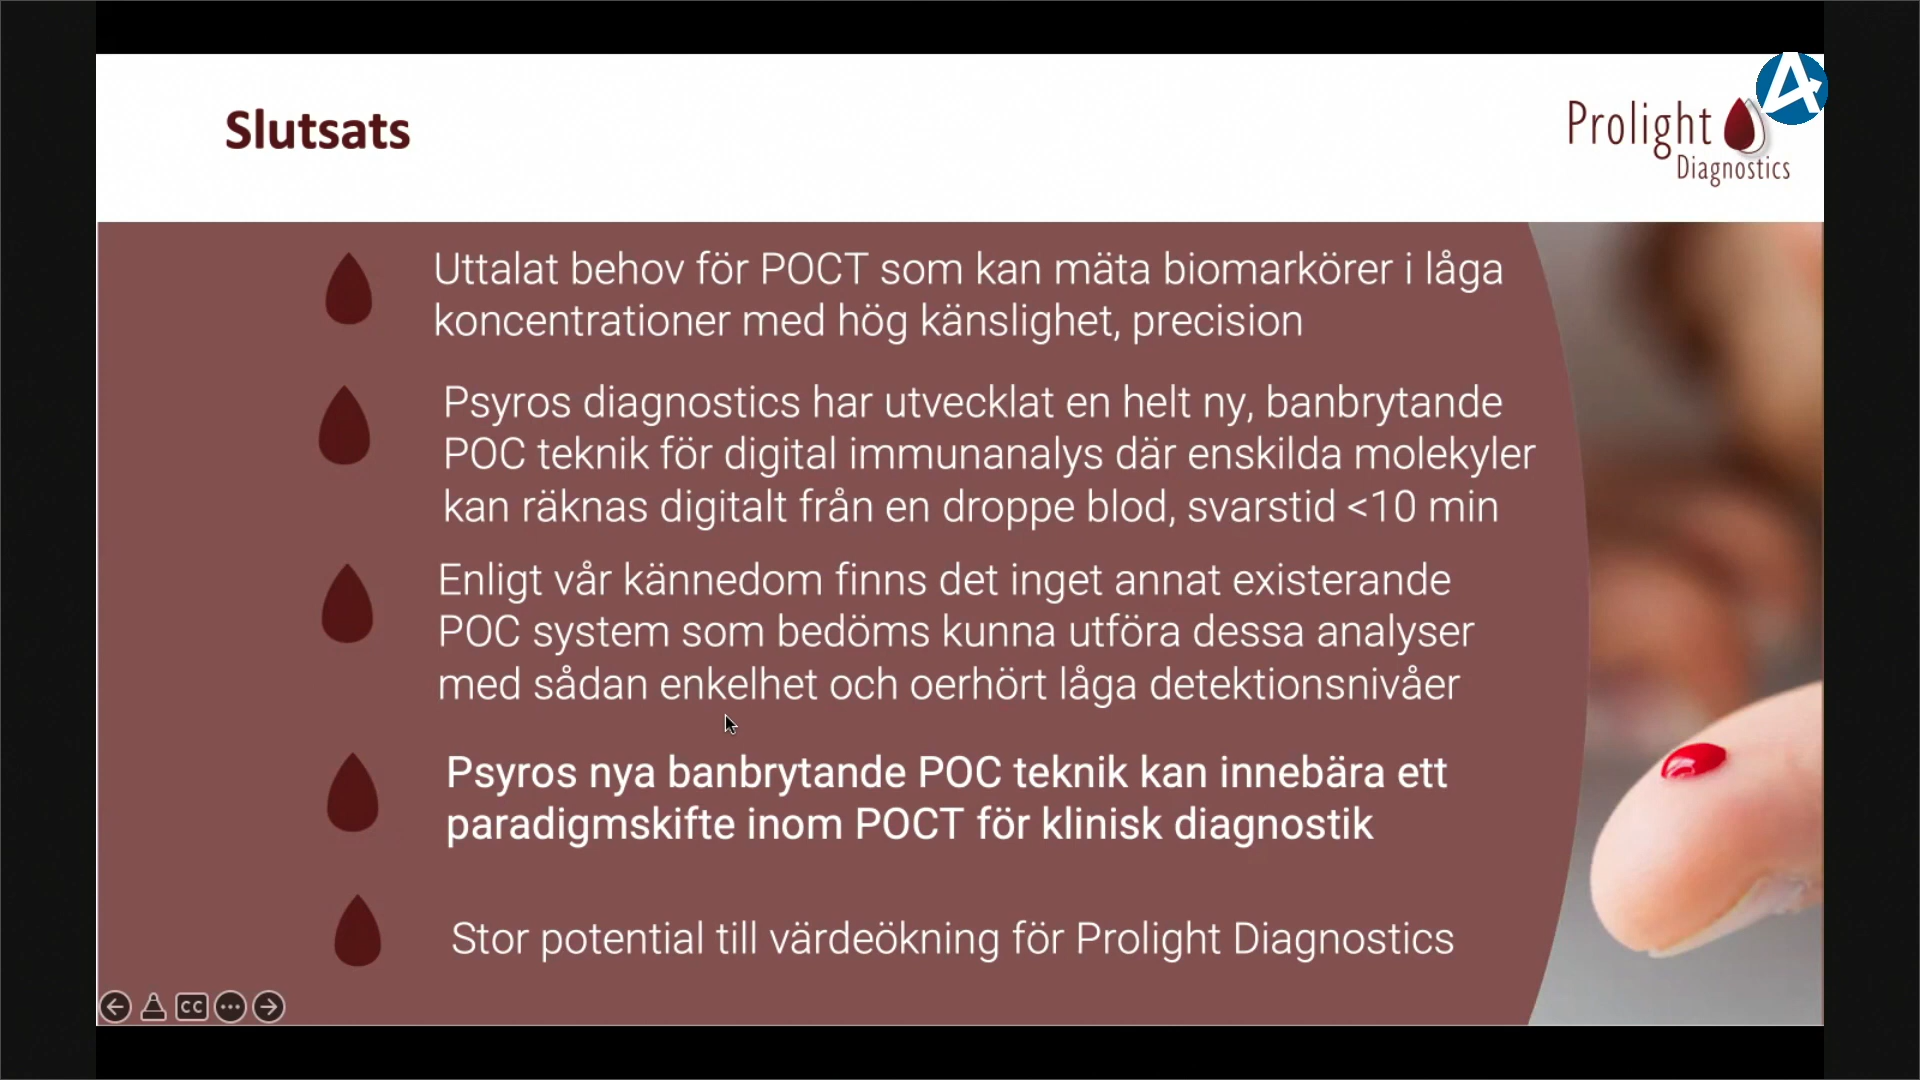 Slutsats
Prolight
Diagnostics
Uttalat behov för POCT som kan mäta biomarkörer i låga
koncentrationer med hög känslighet, precision
Psyros diagnostics har utvecklat en helt ny, banbrytande
POC teknik för digital immunanalys där enskilda molekyler
kan räknas digitalt från en droppe blod, svarstid <10 min
Enligt vår kännedom finns det inget annat existerande
POC system som bedöms kunna utföra dessa analyser
med sådan enkelhet och oerhört låga detektionsnivåer
Psyros nya banbrytande POC teknik kan innebära ett
paradigmskifte inom POCT för klinisk diagnostik
Stor potential till värdeökning för Prolight Diagnostics
CC